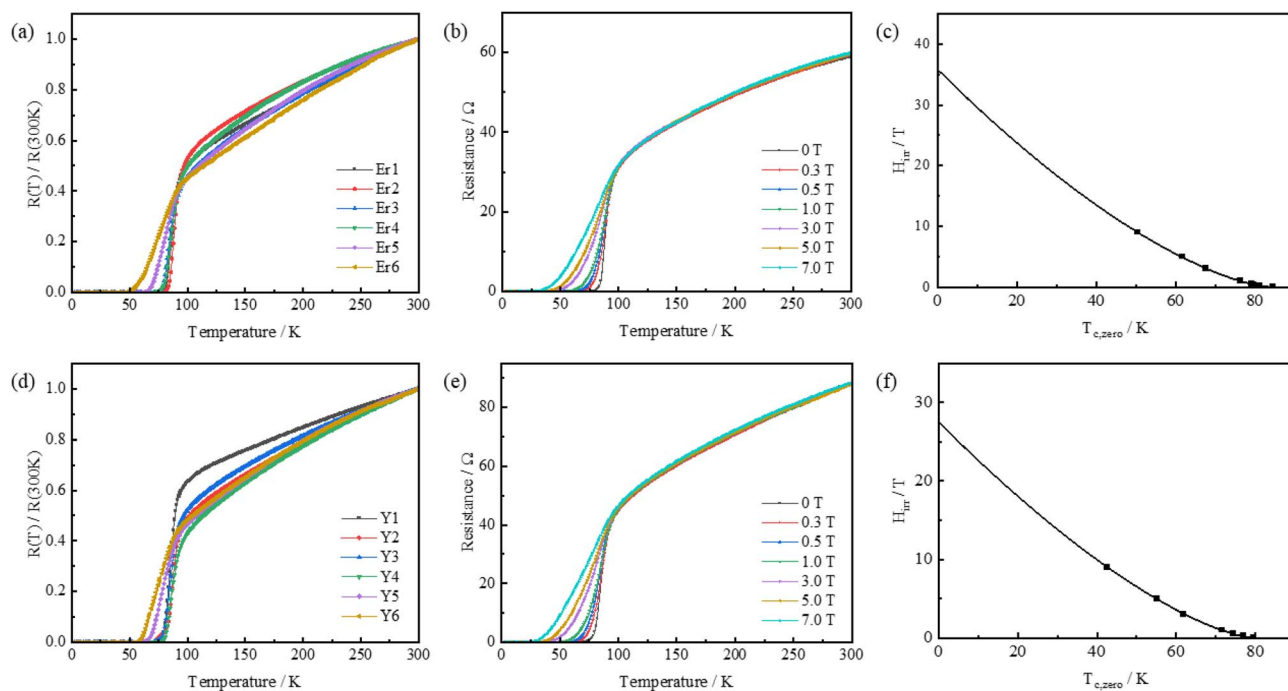 (a)
R(T) / R(300K)
1.0
0.8
0.6
0.4
0.2
0.0
Er1
Er2
Er3
Er4
Er5
Er6
0 50 100 150 200 250 300
Temperature / K
(b)
Resistance / Ω
60
40
20
0
0 T
0.3 T
0.5 T
1.0 T
3.0 T
5.0 T
7.0 T
0 50 100 150 200 250 300
Temperature / K
(c)
H_irr / T
40
30
20
10
0
0 20 40 60 80
T_c,zero / K
(d)
R(T) / R(300K)
1.0
0.8
0.6
0.4
0.2
0.0
Y1
Y2
Y3
Y4
Y5
Y6
0 50 100 150 200 250 300
Temperature / K
(e)
Resistance / Ω
80
60
40
20
0
0 T
0.3 T
0.5 T
1.0 T
3.0 T
5.0 T
7.0 T
0 50 100 150 200 250 300
Temperature / K
(f)
H_irr / T
30
20
10
0
0 20 40 60 80
T_c,zero / K